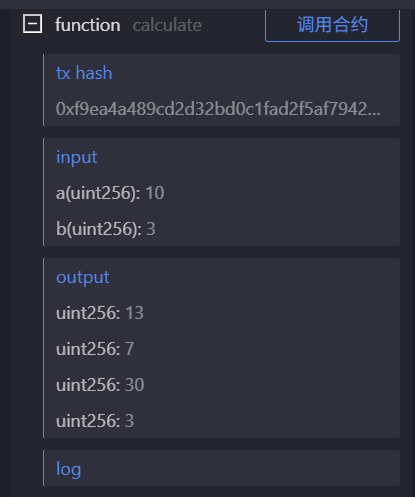 function calculate 调用合约
tx hash
0xf9ea4a489cd2d32bd0c1fad2f5af7942...
input
a(uint256): 10
b(uint256): 3
output
uint256: 13
uint256: 7
uint256: 30
uint256: 3
log